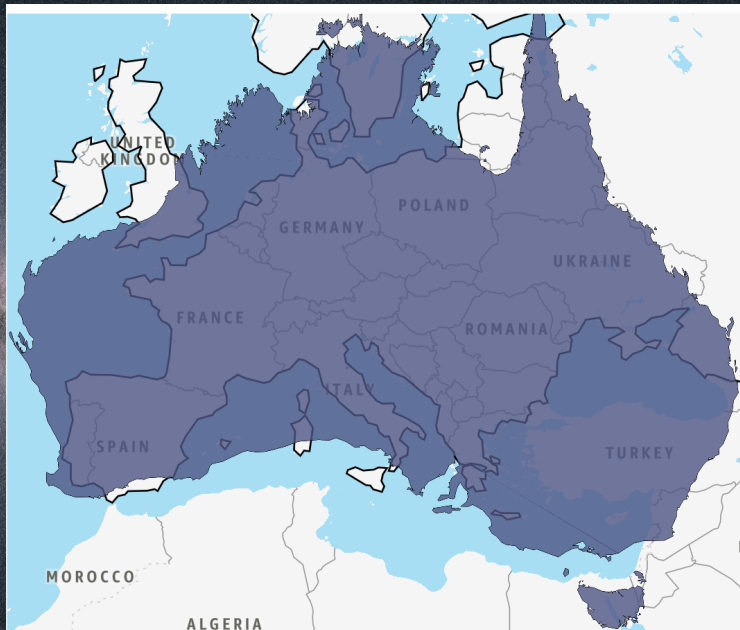 UNITED
KINGDOM
GERMANY
POLAND
UKRAINE
FRANCE
ROMANIA
ITALY
SPAIN
TURKEY
MOROCCO
ALGERIA